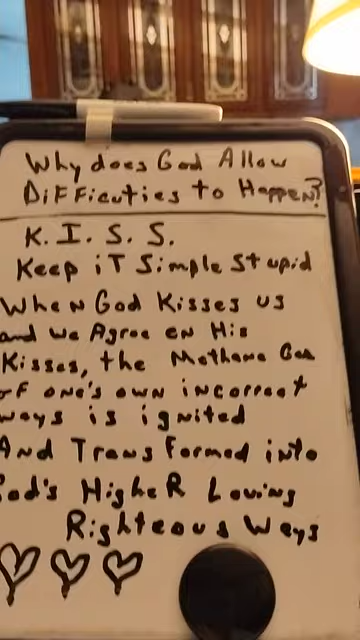 Why does God Allow
DiFFicuties to Happen?
K. I. S. S.
Keep iT Simple Stupid
When God Kisses us
and we Agree en His
Kisses, the Methane Gas
of one's own incorrect
ways is ignited
And Transformed into
God's HigheR Loving
Righteous Ways